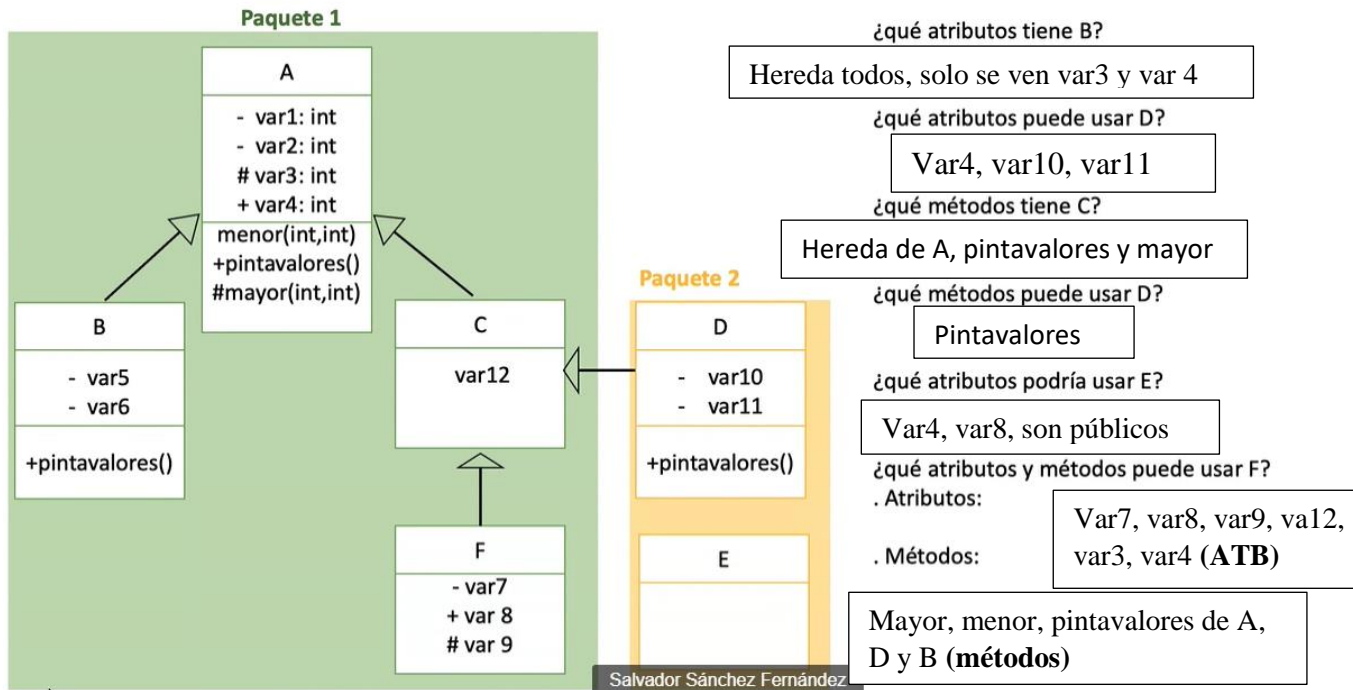 Paquete 1
A
- var1: int
- var2: int
# var3: int
+ var4: int
menor(int,int)
+pintavalores()
#mayor(int,int)
B
- var5
- var6
+pintavalores()
C
var12
F
- var7
+ var 8
# var 9
Paquete 2
D
- var10
- var11
+pintavalores()
E
Salvador Sánchez Fernández
¿qué atributos tiene B?
Hereda todos, solo se ven var3 y var 4
¿qué atributos puede usar D?
Var4, var10, var11
¿qué métodos tiene C?
Hereda de A, pintavalores y mayor
¿qué métodos puede usar D?
Pintavalores
¿qué atributos podría usar E?
Var4, var8, son públicos
¿qué atributos y métodos puede usar F?
. Atributos:
Var7, var8, var9, va12,
var3, var4 (ATB)
. Métodos:
Mayor, menor, pintavalores de A,
D y B (métodos)